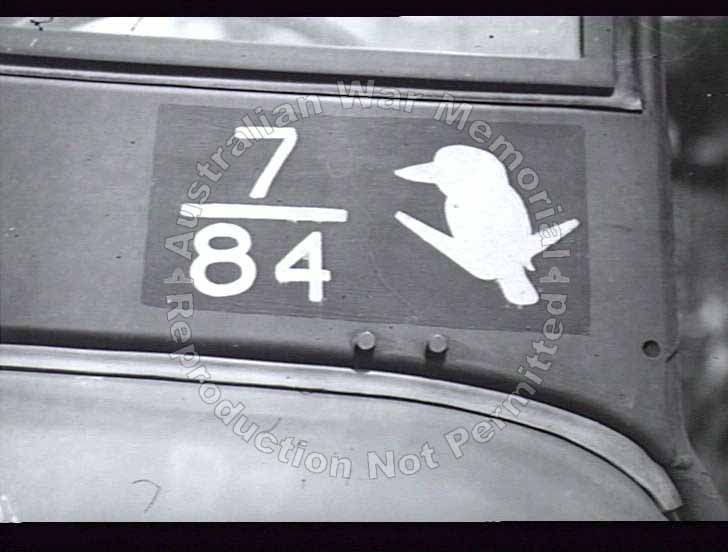 7
84
Australian War Memorial
Reproduction Not Permitted